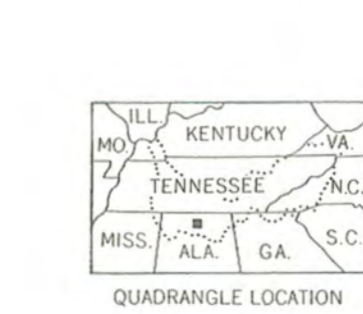 ILL.
MO.
KENTUCKY
VA.
TENNESSEE
N.C.
MISS.
ALA.
GA.
S.C.
QUADRANGLE LOCATION